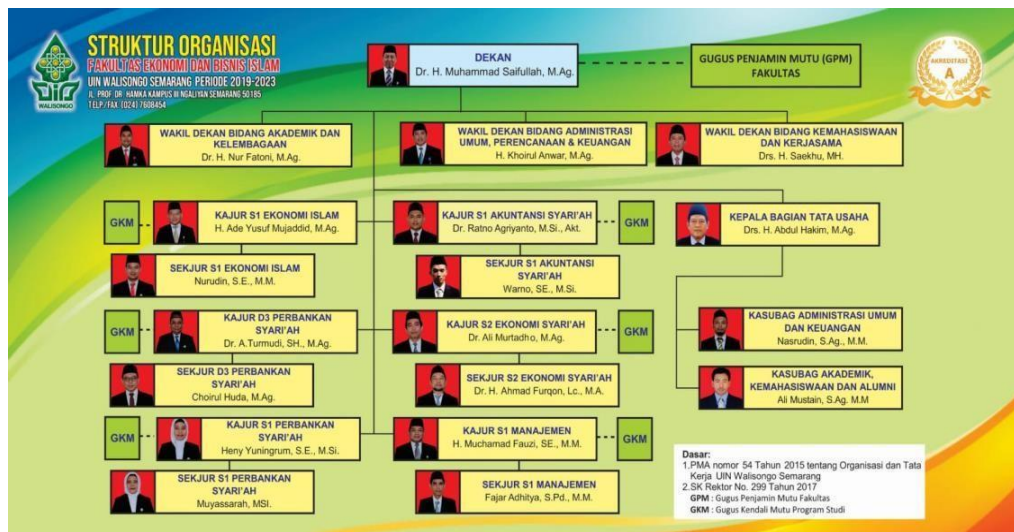 WALISONGO
STRUKTUR ORGANISASI
FAKULTAS EKONOMI DAN BISNIS ISLAM
UIN WALISONGO SEMARANG PERIODE 2019-2023
JL. PROF. DR. HAMKA KAMPUS III NGALIYAN SEMARANG 50185
TELP/FAX. (024) 7608454
DEKAN
Dr. H. Muhammad Saifullah, M.Ag.
GUGUS PENJAMIN MUTU (GPM)
FAKULTAS
AKREDITASI
A
WAKIL DEKAN BIDANG AKADEMIK DAN
KELEMBAGAAN
Dr. H. Nur Fatoni, M.Ag.
WAKIL DEKAN BIDANG ADMINISTRASI
UMUM, PERENCANAAN & KEUANGAN
H. Khoirul Anwar, M.Ag.
WAKIL DEKAN BIDANG KEMAHASISWAAN
DAN KERJASAMA
Drs. H. Saekhu, MH.
GKM
KAJUR S1 EKONOMI ISLAM
H. Ade Yusuf Mujaddid, M.Ag.
KAJUR S1 AKUNTANSI SYARI'AH
Dr. Ratno Agriyanto, M.Si., Akt.
GKM
KEPALA BAGIAN TATA USAHA
Drs. H. Abdul Hakim, M.Ag.
SEKJUR S1 EKONOMI ISLAM
Nurudin, S.E., M.M.
SEKJUR S1 AKUNTANSI
SYARI'AH
Warno, SE., M.Si.
GKM
KAJUR D3 PERBANKAN
SYARI'AH
Dr. A.Turmudi, SH., M.Ag.
KAJUR S2 EKONOMI SYARI'AH
Dr. Ali Murtadho, M.Ag.
GKM
KASUBAG ADMINISTRASI UMUM
DAN KEUANGAN
Nasrudin, S.Ag., M.M.
SEKJUR D3 PERBANKAN
SYARI'AH
Choirul Huda, M.Ag.
SEKJUR S2 EKONOMI SYARI'AH
Dr. H. Ahmad Furqon, Lc., M.A.
KASUBAG AKADEMIK,
KEMAHASISWAAN DAN ALUMNI
Ali Mustain, S.Ag. M.M
GKM
KAJUR S1 PERBANKAN
SYARI'AH
Heny Yuningrum, S.E., M.Si.
KAJUR S1 MANAJEMEN
H. Muchamad Fauzi, SE., M.M.
GKM
SEKJUR S1 PERBANKAN
SYARI'AH
Muyassarah, MSI.
SEKJUR S1 MANAJEMEN
Fajar Adhitya, S.Pd., M.M.
Dasar:
1.PMA nomor 54 Tahun 2015 tentang Organisasi dan Tata
Kerja UIN Walisongo Semarang
2.SK Rektor No. 299 Tahun 2017
GPM : Gugus Penjamin Mutu Fakultas
GKM : Gugus Kendali Mutu Program Studi